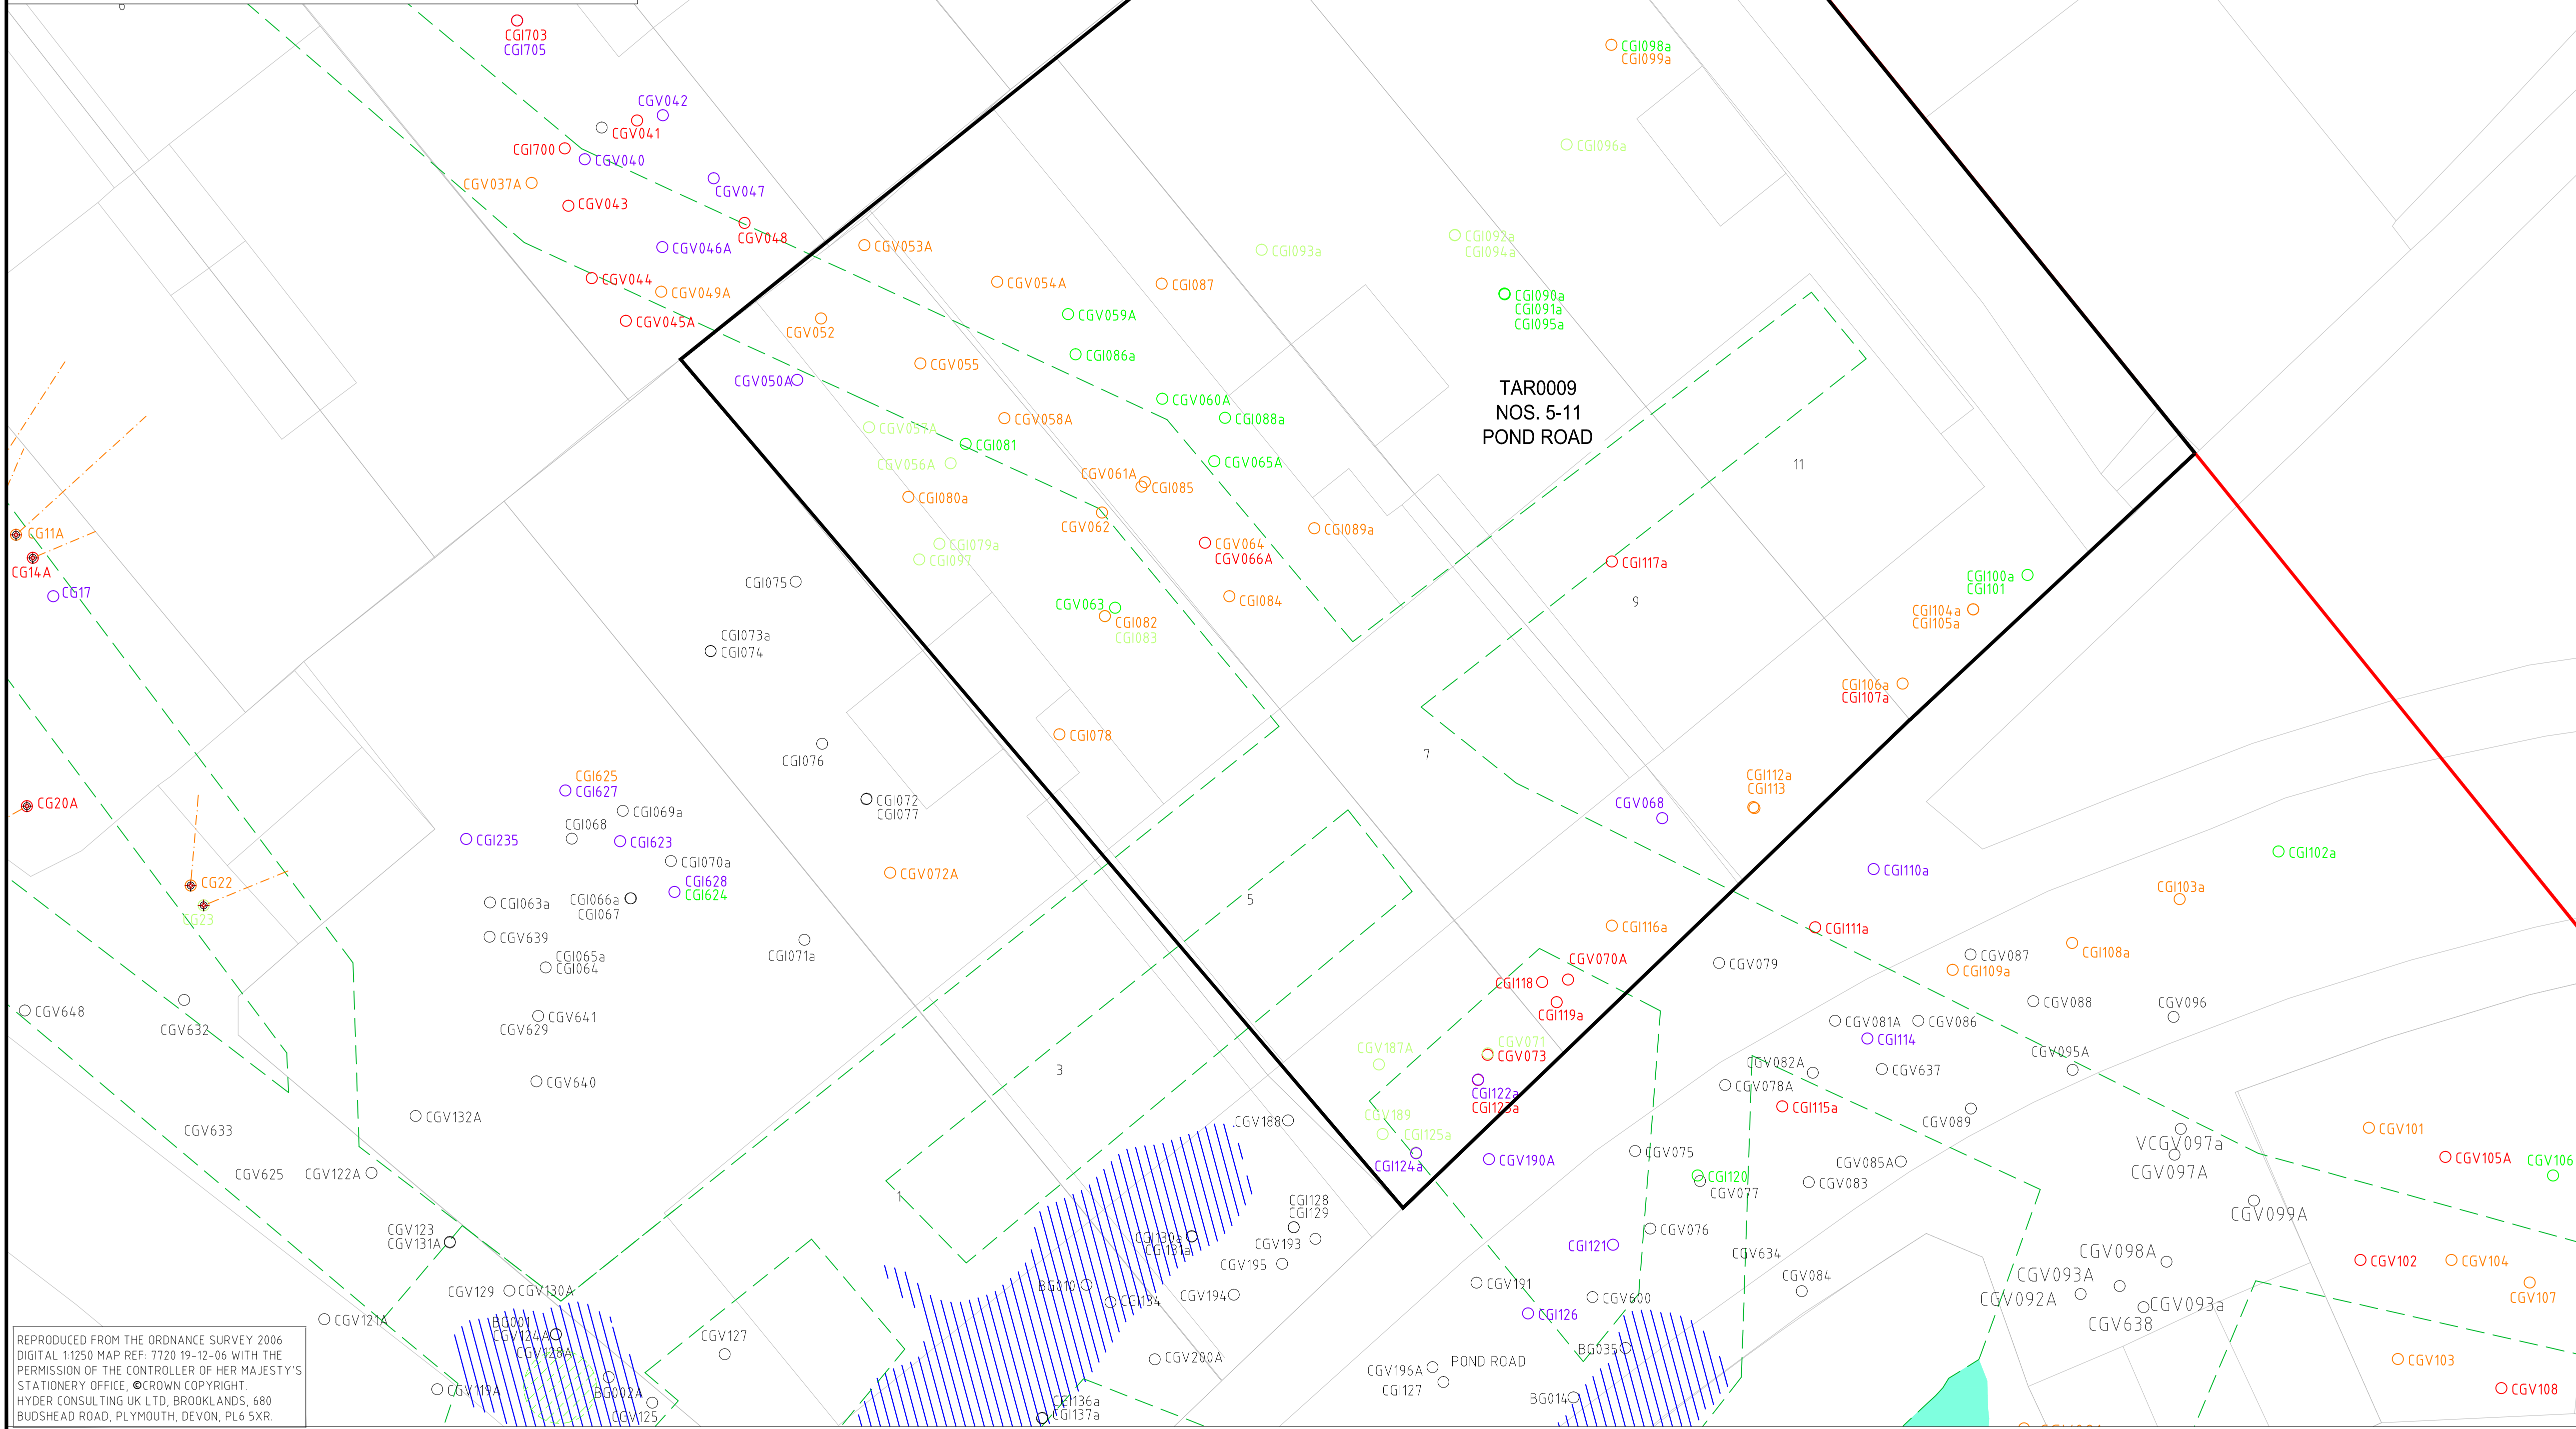 6
CGI703
CGI705
CGI098a
CGI099a
CGV042
CGV041
CGI700
CGV040
CGI096a
CGV037A
CGV047
CGV043
CGV048
CGV046A
CGV053A
CGI093a
CGI092a
CGI094a
CGV044
CGV049A
CGV054A
CGI087
CGI090a
CGI091a
CGI095a
CGV045A
CGV052
CGV059A
CGI086a
CGV055
CGV050A
TAR0009
NOS. 5-11
POND ROAD
CGV060A
CGV058A
CGI088a
CGV057A
CGI081
CGV056A
CGV065A
11
CGV061A
CGI085
CGI080a
CGV062
CGI089a
CG11A
CGI079a
CGV064
CGV066A
CGI097
CGI117a
CG14A
CG17
CGI075
CGI100a
CGI101
CGI084
9
CGV063
CGI082
CGI083
CGI104a
CGI105a
CGI073a
CGI074
CGI106a
CGI107a
CGI078
7
CGI076
CGI625
CGI627
CGI112a
CGI113
CG20A
CGI072
CGI077
CGV068
CGI069a
CGI068
CGI235
CGI623
CGI102a
CGI070a
CGI110a
CGV072A
CG22
CGI628
CGI624
CGI103a
CGI066a
CGI067
5
CGI063a
CG23
CGI116a
CGI111a
CGV639
CGI071a
CGI108a
CGI065a
CGI064
CGV079
CGV087
CGI109a
CGV070A
CGI118
CGV648
CGV632
CGV641
CGV629
CGI119a
CGV088
CGV096
CGV081A
CGV086
CGI114
CGV187A
CGV071
CGV073
CGV095A
CGV082A
CGV637
3
CGV640
CGV078A
CGI122a
CGI123a
CGI115a
CGV132A
CGV189
CGV188
CGV089
CGV633
CGI125a
CGV101
VCGV097a
CGV097A
CGV625
CGV122A
CGI124a
CGV190A
CGV075
CGV085A
CGV105A
CGV106
CGI120
CGV077
CGV083
1
CGI128
CGI129
CGV099A
CGV123
CGV131A
CGI130a
CGI131a
CGV193
CGI121
CGV076
CGV634
CGV098A
CGV102
CGV104
CGV195
CGV093A
CGV092A
CGV084
CGV129
CGV130A
BG010
CGI134
CGV194
CGV191
CGV600
CGI126
CGV093a
CGV638
CGV107
CGV121A
BG001
CGV124A
CGV128A
CGV127
BG035
CGV200A
CGV196A
POND ROAD
CGI127
CGV103
CGV119A
BG002A
CGV125
BG014
CGV108
CGI136a
CGI137a
REPRODUCED FROM THE ORDNANCE SURVEY 2006
DIGITAL 1:1250 MAP REF: 7720 19-12-06 WITH THE
PERMISSION OF THE CONTROLLER OF HER MAJESTY'S
STATIONERY OFFICE, ©CROWN COPYRIGHT.
HYDER CONSULTING UK LTD, BROOKLANDS, 680
BUDSHEAD ROAD, PLYMOUTH, DEVON, PL6 5XR.